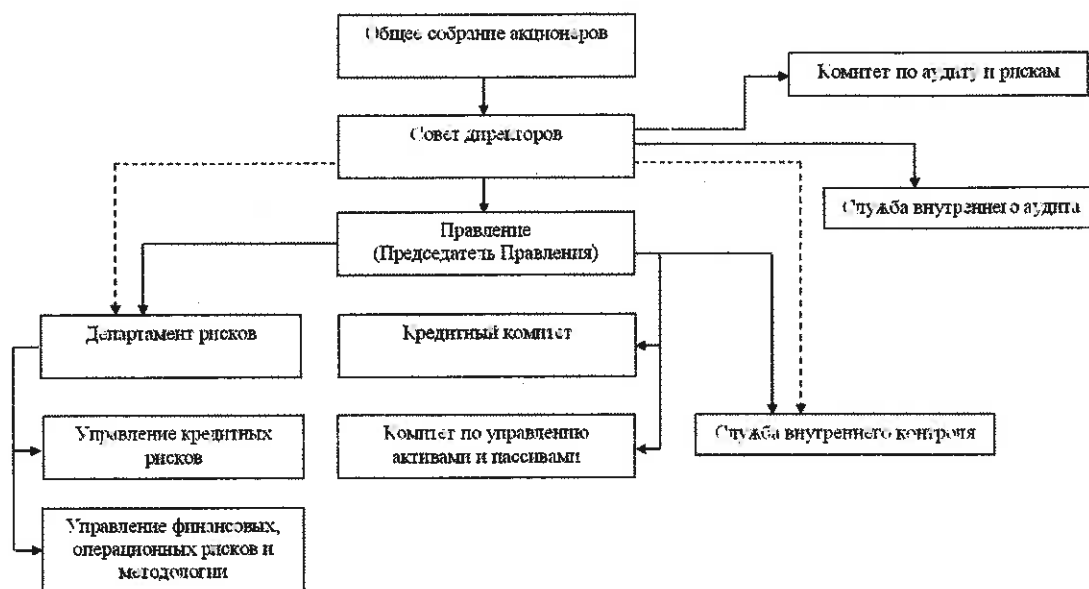 Общее собрание акционеров
Комитет по аудиту и рискам
Совет директоров
Служба внутреннего аудита
Правление
(Председатель Правления)
Департамент рисков
Кредитный комитет
Управление кредитных
рисков
Комитет по управлению
активами и пассивами
Служба внутреннего контроля
Управление финансовых,
операционных рисков и
методологии